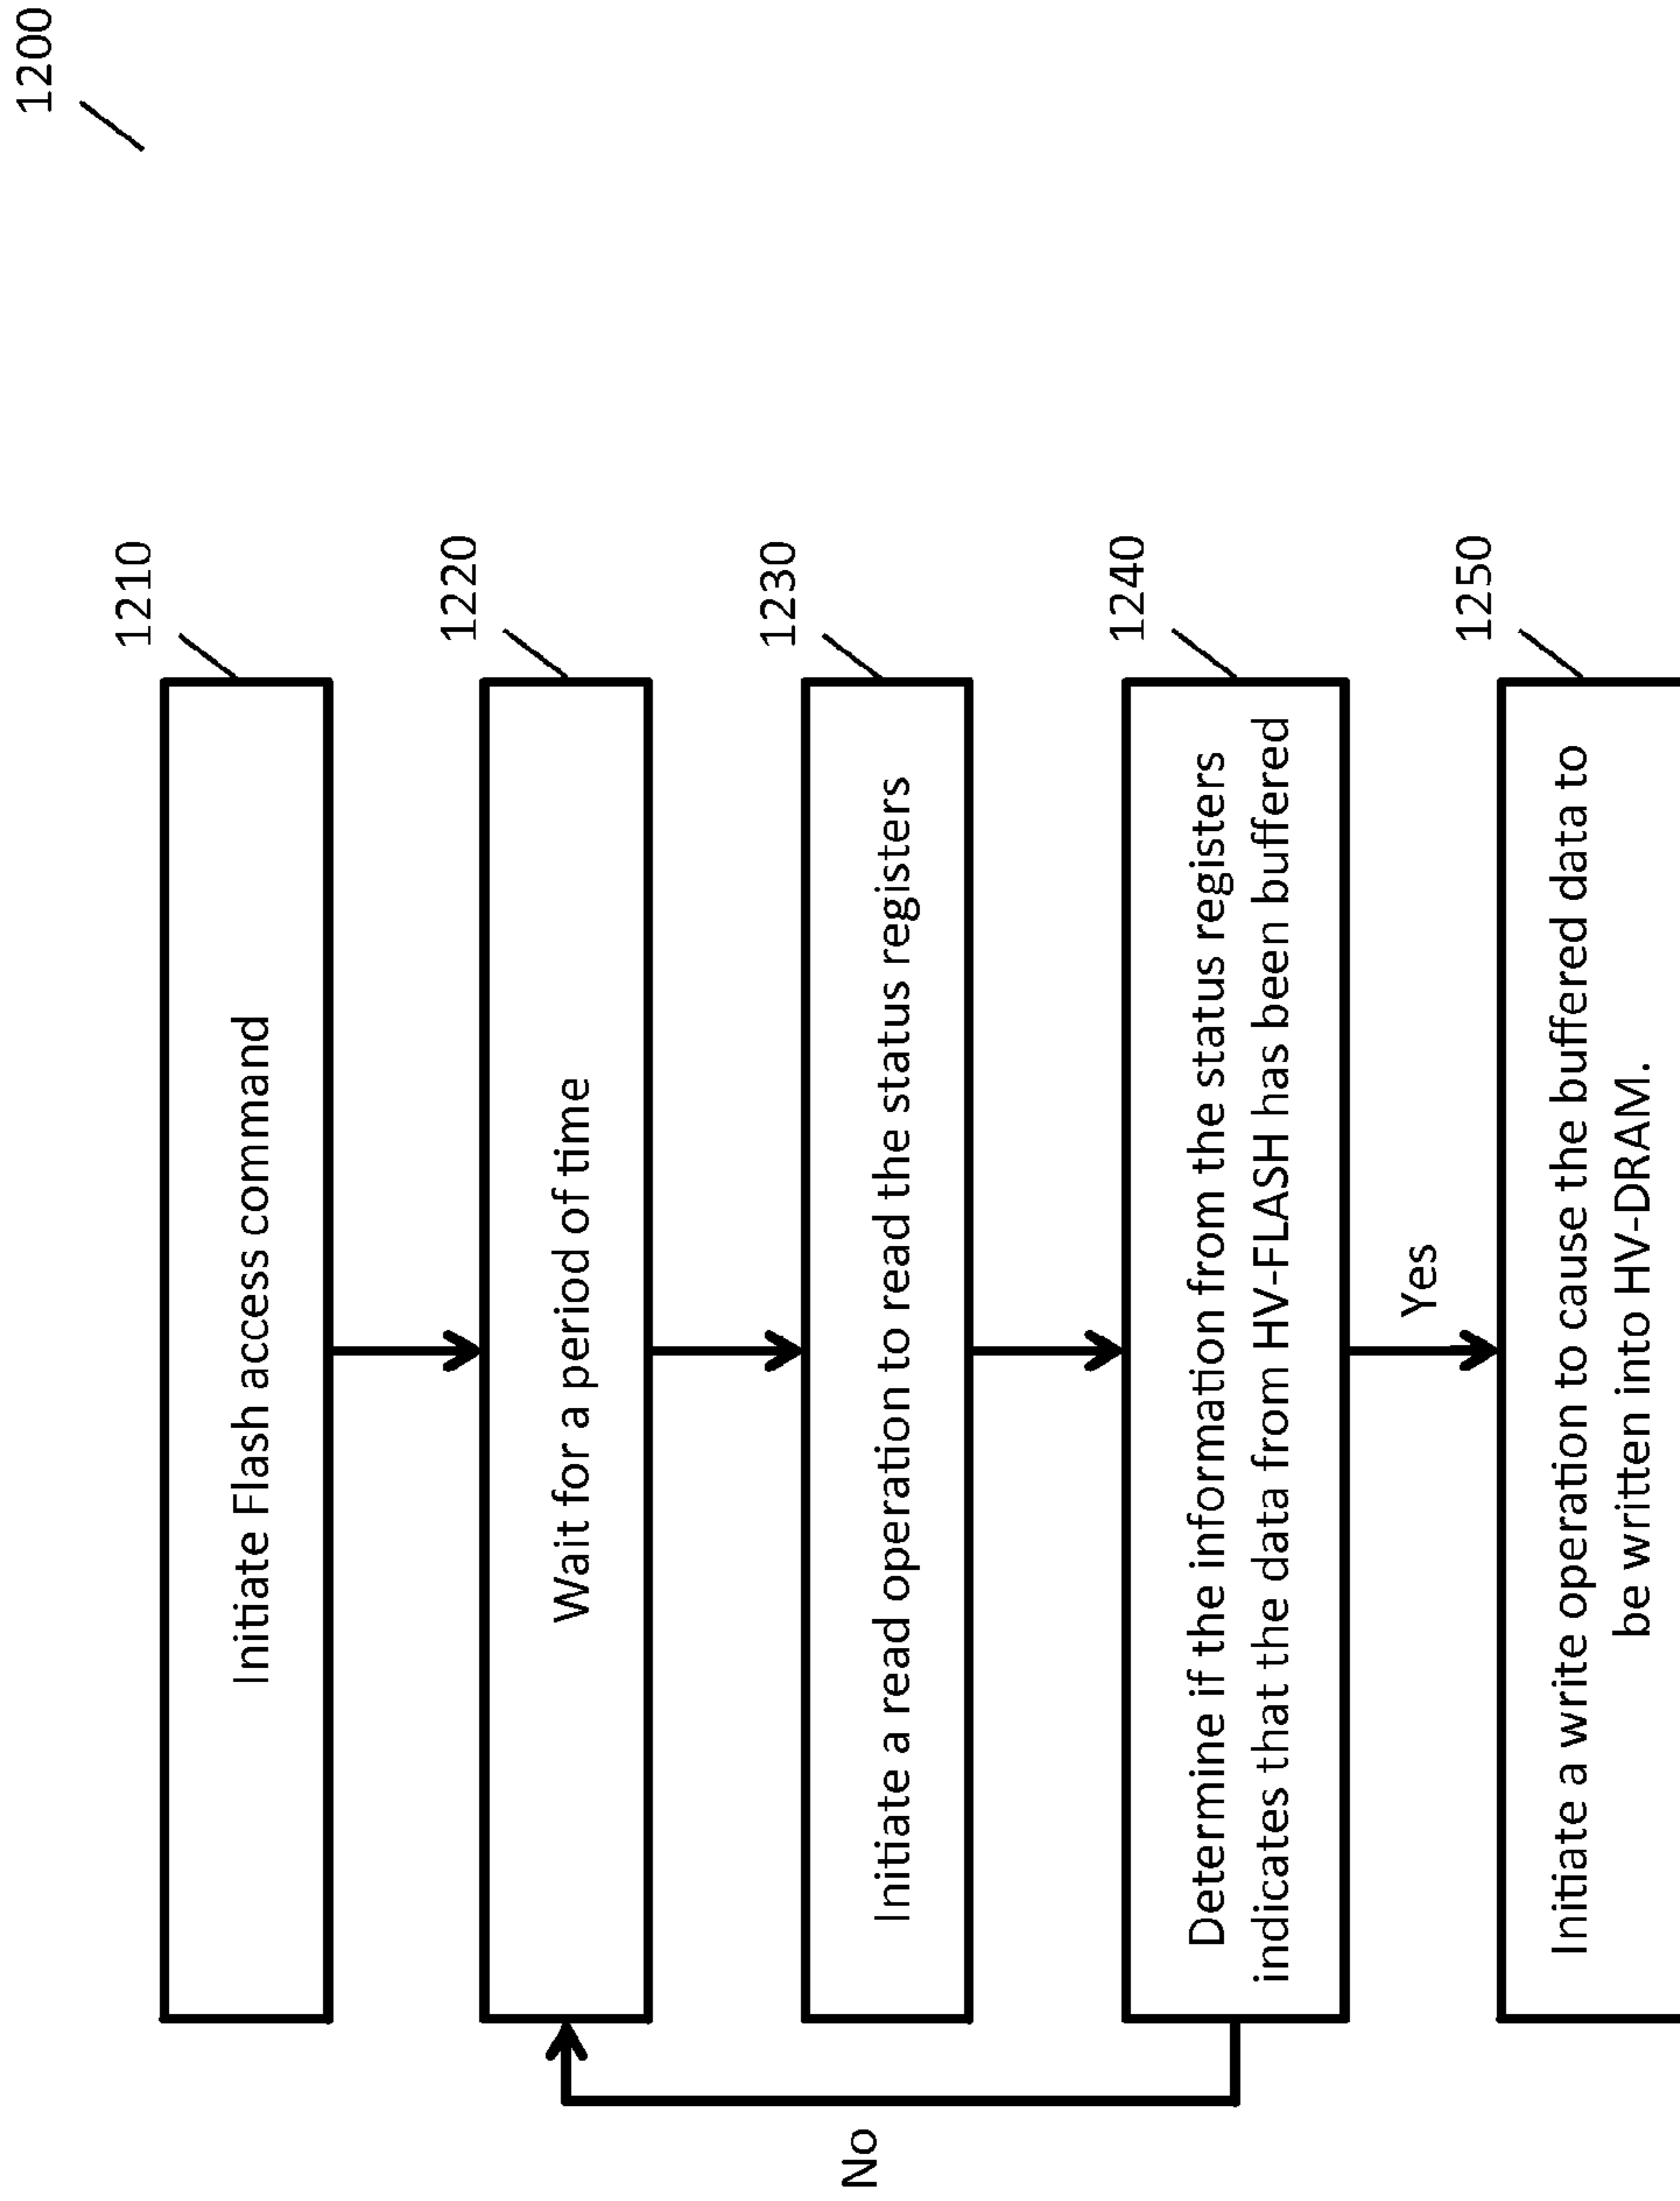 1200
1210
Initiate Flash access command
1220
Wait for a period of time
1230
Initiate a read operation to read the status registers
1240
Determine if the information from the status registers
indicates that the data from HV-FLASH has been buffered
No
Yes
1250
Initiate a write operation to cause the buffered data to
be written into HV-DRAM.